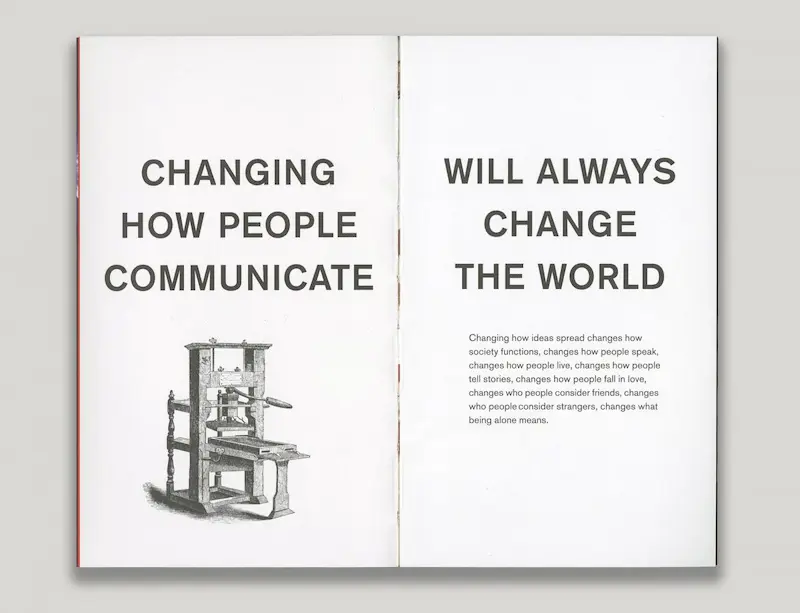 CHANGING
HOW PEOPLE
COMMUNICATE
WILL ALWAYS
CHANGE
THE WORLD
Changing how ideas spread changes how
society functions, changes how people speak,
changes how people live, changes how people
tell stories, changes how people fall in love,
changes who people consider friends, changes
who people consider strangers, changes what
being alone means.